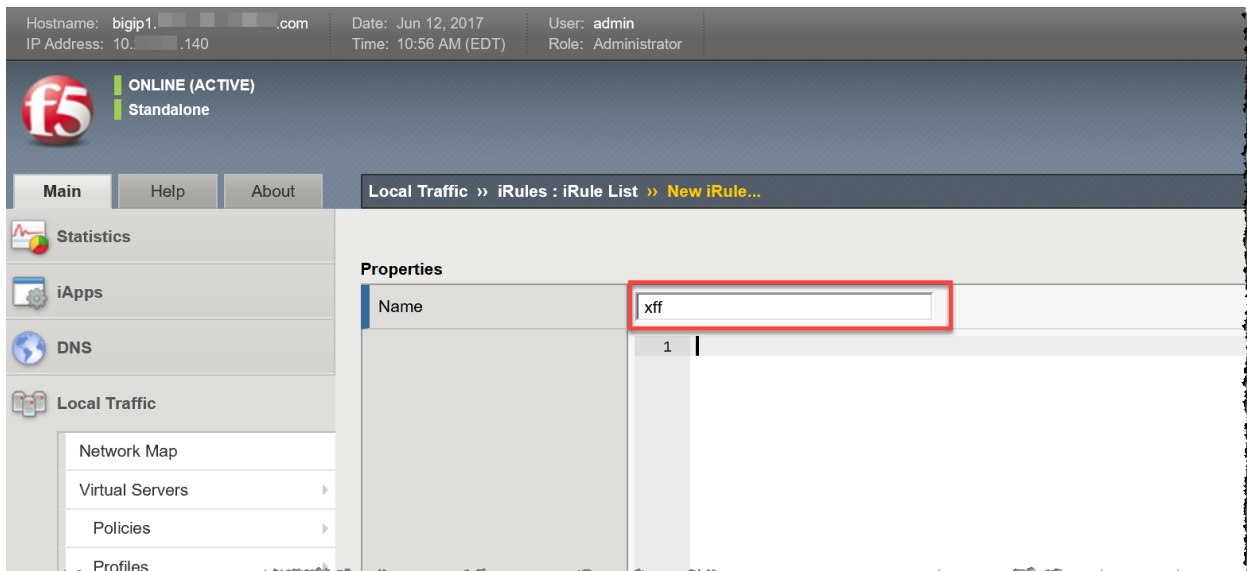 Hostname: bigip1. .com Date: Jun 12, 2017 User: admin
IP Address: 10. .140 Time: 10:56 AM (EDT) Role: Administrator
f5
ONLINE (ACTIVE)
Standalone
Main Help About
Local Traffic ›› iRules : iRule List ›› New iRule...
Statistics
Properties
iApps
Name xff
1
DNS
Local Traffic
Network Map
Virtual Servers
Policies
Profiles